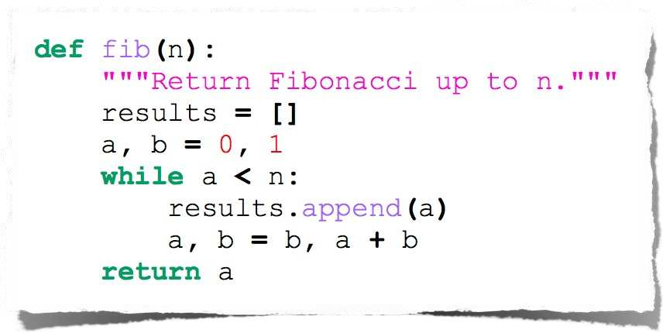 def fib(n):
    """Return Fibonacci up to n."""
    results = []
    a, b = 0, 1
    while a < n:
        results.append(a)
        a, b = b, a + b
    return a